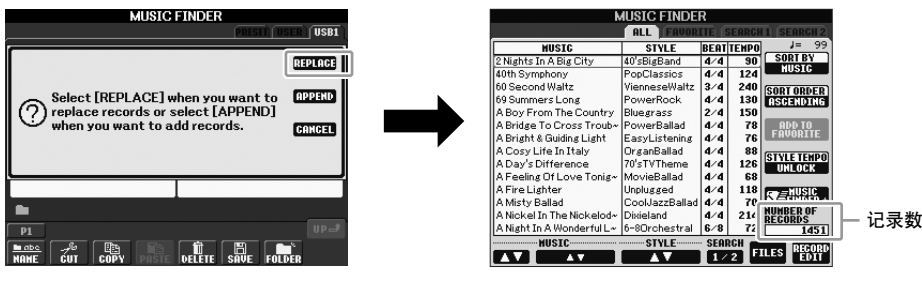 MUSIC FINDER
PRESET USER USB1
REPLACE
Select [REPLACE] when you want to
replace records or select [APPEND]
when you want to add records.
APPEND
CANCEL
P1
UP
NAME CUT COPY PASTE DELETE SAVE FOLDER
MUSIC FINDER
ALL FAVORITE SEARCH 1 SEARCH 2
MUSIC STYLE BEAT TEMPO
♩= 99
2 Nights In A Big City 40'sBigBand 4/4 90
40th Symphony PopClassics 4/4 124
60 Second Waltz VienneseWaltz 3/4 240
69 Summers Long PowerRock 4/4 130
A Boy From The Country Bluegrass 2/4 150
A Bridge To Cross Troub~ PowerBallad 4/4 78
A Bright & Guiding Light EasyListening 4/4 76
A Cosy Life In Italy OrganBallad 4/4 88
A Day's Difference 70'sTVTheme 4/4 126
A Feeling Of Love Tonig~ MovieBallad 4/4 68
A Fire Lighter Unplugged 4/4 118
A Misty Ballad CoolJazzBallad 4/4 70
A Nickel In The Nickelod~ Dixieland 4/4 214
A Night In A Wonderful L~ 6-8Orchestral 6/8 72
SORT BY
MUSIC
SORT ORDER
ASCENDING
ADD TO
FAVORITE
STYLE TEMPO
UNLOCK
MUSIC
NUMBER OF
RECORDS
1451
记录数
MUSIC STYLE SEARCH
1 / 2 FILES RECORD
EDIT